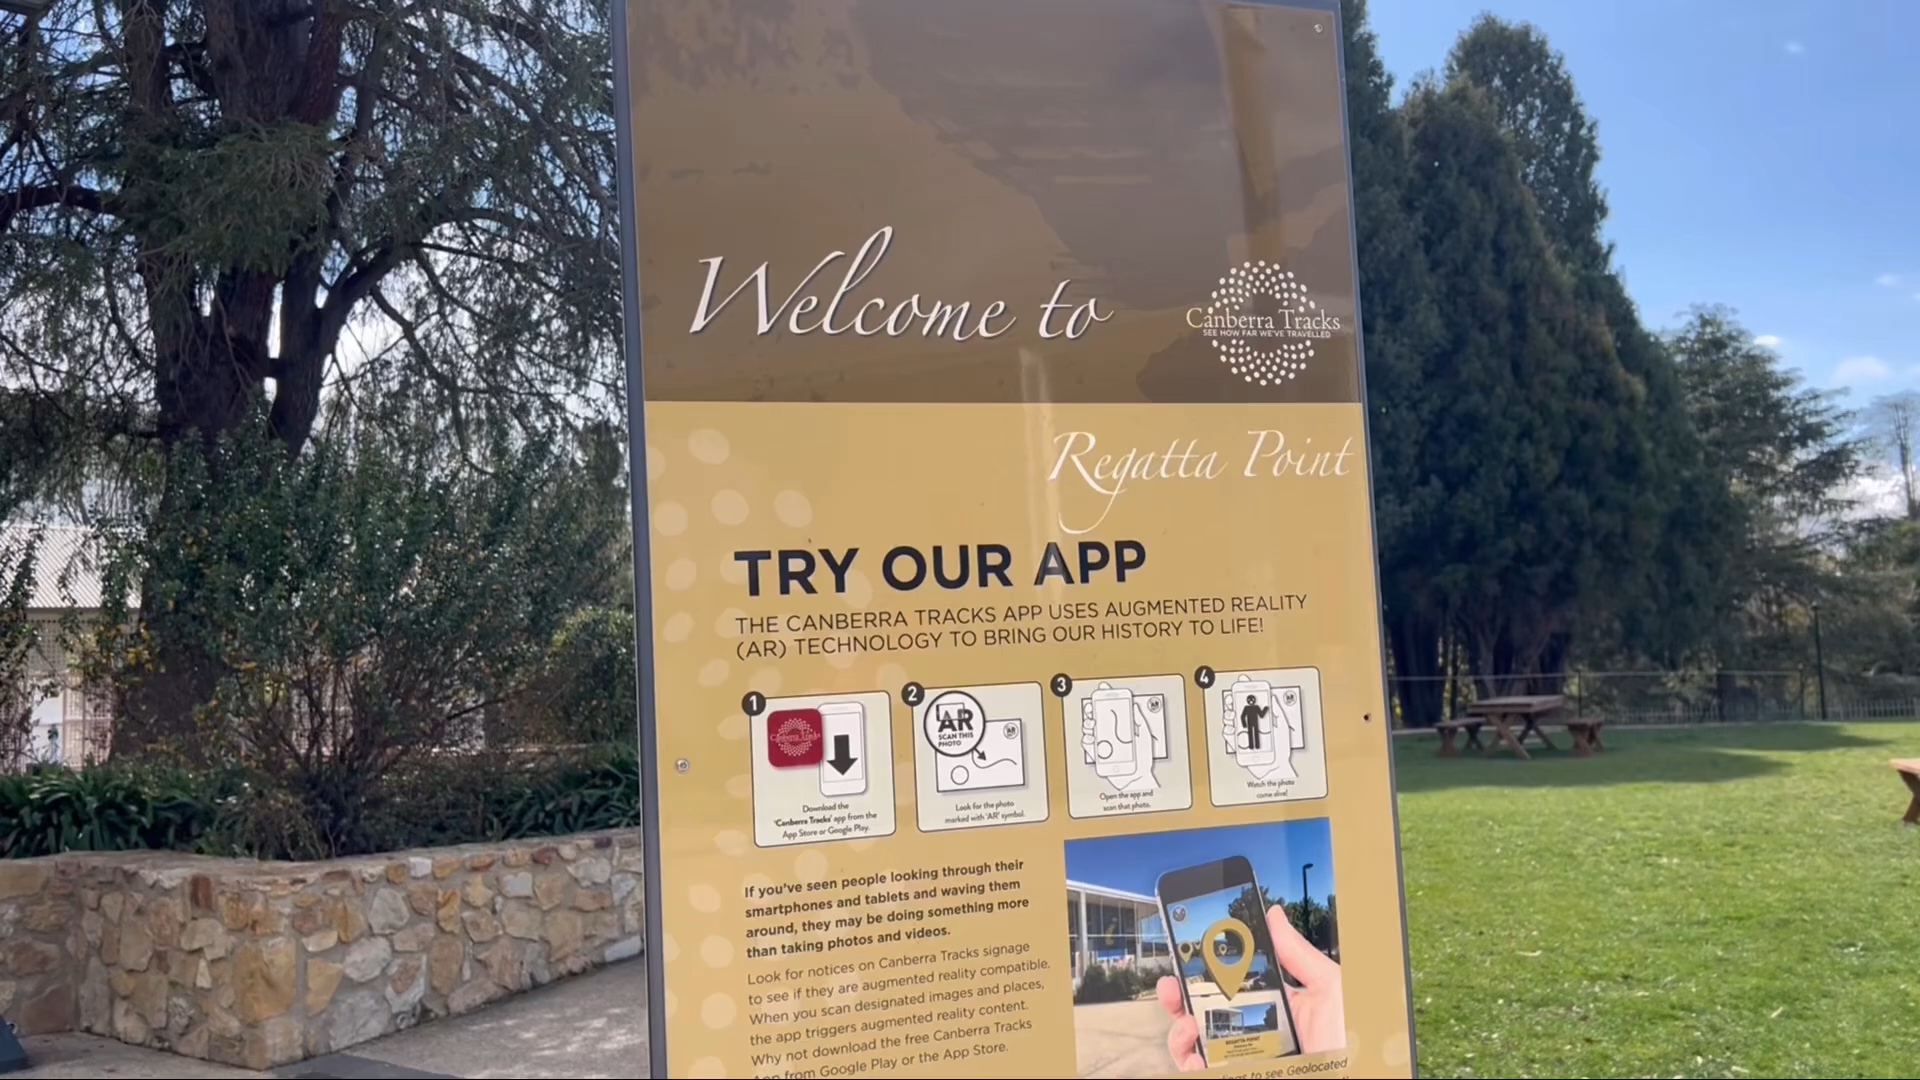 Welcome to
Canberra Tracks
SEE HOW FAR WE'VE TRAVELLED
Regatta Point
TRY OUR APP
THE CANBERRA TRACKS APP USES AUGMENTED REALITY
(AR) TECHNOLOGY TO BRING OUR HISTORY TO LIFE!
1
Canberra Tracks
Download the
'Canberra Tracks' app from the
App Store or Google Play.
2
AR
SCAN THIS
PHOTO
Look for the photo
marked with 'AR' symbol.
3
Open the app and
scan that photo.
4
Watch the photo
come alive!
If you've seen people looking through their
smartphones and tablets and waving them
around, they may be doing something more
than taking photos and videos.
Look for notices on Canberra Tracks signage
to see if they are augmented reality compatible.
When you scan designated images and places,
the app triggers augmented reality content.
Why not download the free Canberra Tracks
App from Google Play or the App Store.
REGATTA POINT
to see Geolocated